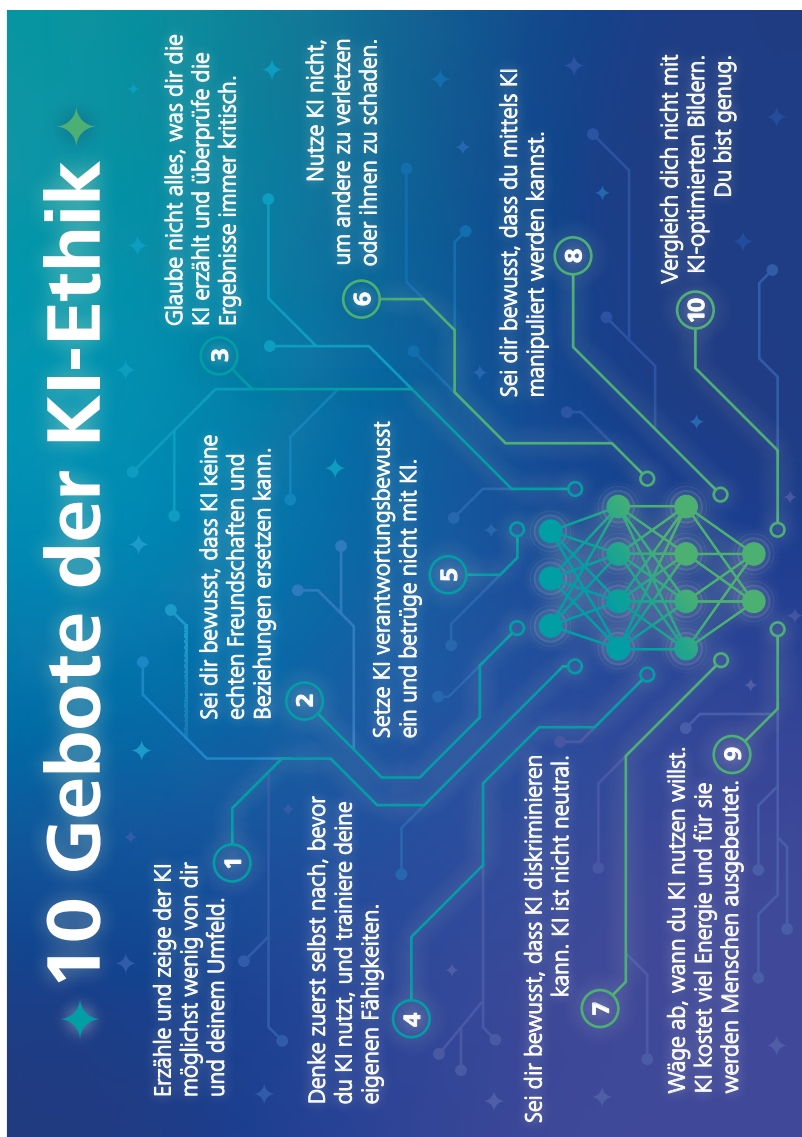 10 Gebote der KI-Ethik
Erzähle und zeige der KI
möglichst wenig von dir
und deinem Umfeld.
1
Sei dir bewusst, dass KI keine
echten Freundschaften und
Beziehungen ersetzen kann.
2
Glaube nicht alles, was dir die
KI erzählt und überprüfe die
Ergebnisse immer kritisch.
3
Denke zuerst selbst nach, bevor
du KI nutzt, und trainiere deine
eigenen Fähigkeiten.
4
Setze KI verantwortungsbewusst
ein und betrüge nicht mit KI.
5
Nutze KI nicht,
um andere zu verletzen
oder ihnen zu schaden.
6
Sei dir bewusst, dass KI diskriminieren
kann. KI ist nicht neutral.
7
Sei dir bewusst, dass du mittels KI
manipuliert werden kannst.
8
Wäge ab, wann du KI nutzen willst.
KI kostet viel Energie und für sie
werden Menschen ausgebeutet.
9
Vergleich dich nicht mit
KI-optimierten Bildern.
Du bist genug.
10